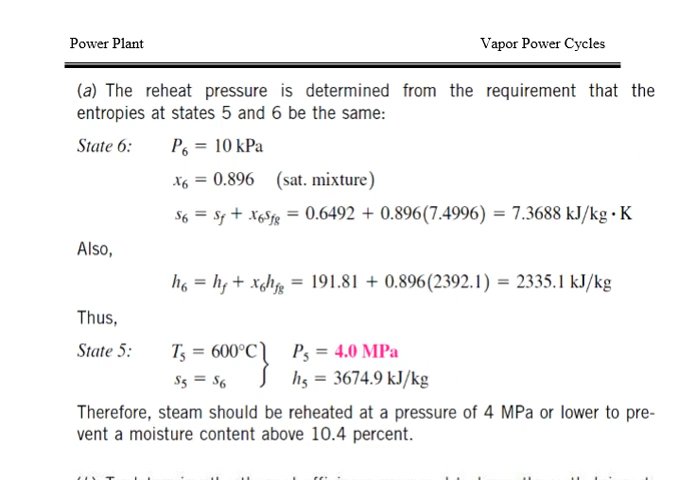 Power Plant Vapor Power Cycles
(a) The reheat pressure is determined from the requirement that the
entropies at states 5 and 6 be the same:
State 6: P₆ = 10 kPa
x₆ = 0.896 (sat. mixture)
s₆ = s_f + x₆s_fg = 0.6492 + 0.896(7.4996) = 7.3688 kJ/kg · K
Also,
h₆ = h_f + x₆h_fg = 191.81 + 0.896(2392.1) = 2335.1 kJ/kg
Thus,
State 5: T₅ = 600°C } P₅ = 4.0 MPa
s₅ = s₆ h₅ = 3674.9 kJ/kg
Therefore, steam should be reheated at a pressure of 4 MPa or lower to pre-
vent a moisture content above 10.4 percent.